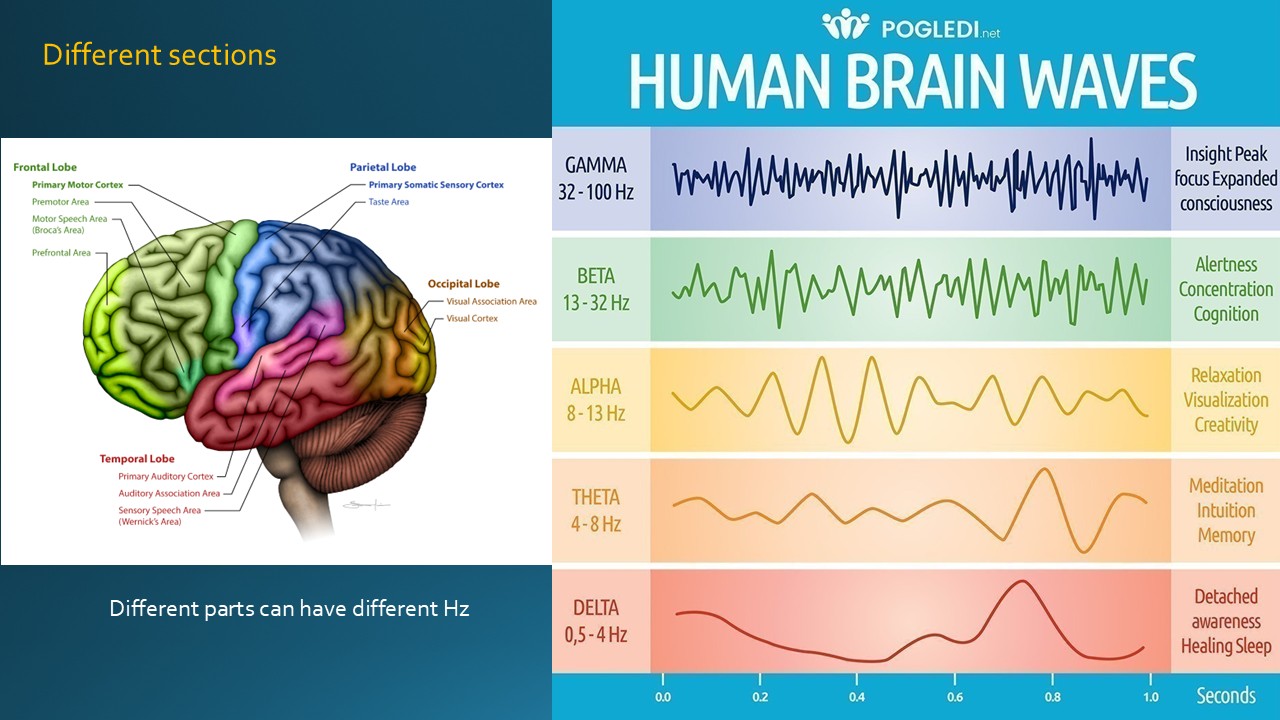 Different sections
Frontal Lobe
Primary Motor Cortex
Premotor Area
Motor Speech Area
(Broca's Area)
Prefrontal Area
Parietal Lobe
Primary Somatic Sensory Cortex
Taste Area
Occipital Lobe
Visual Association Area
Visual Cortex
Temporal Lobe
Primary Auditory Cortex
Auditory Association Area
Sensory Speech Area
(Wernick's Area)
Different parts can have different Hz
POGLEDI.net
HUMAN BRAIN WAVES
GAMMA
32 - 100 Hz
Insight Peak
focus Expanded
consciousness
BETA
13 - 32 Hz
Alertness
Concentration
Cognition
ALPHA
8 - 13 Hz
Relaxation
Visualization
Creativity
THETA
4 - 8 Hz
Meditation
Intuition
Memory
DELTA
0,5 - 4 Hz
Detached
awareness
Healing Sleep
0.0 0.2 0.4 0.6 0.8 1.0 Seconds